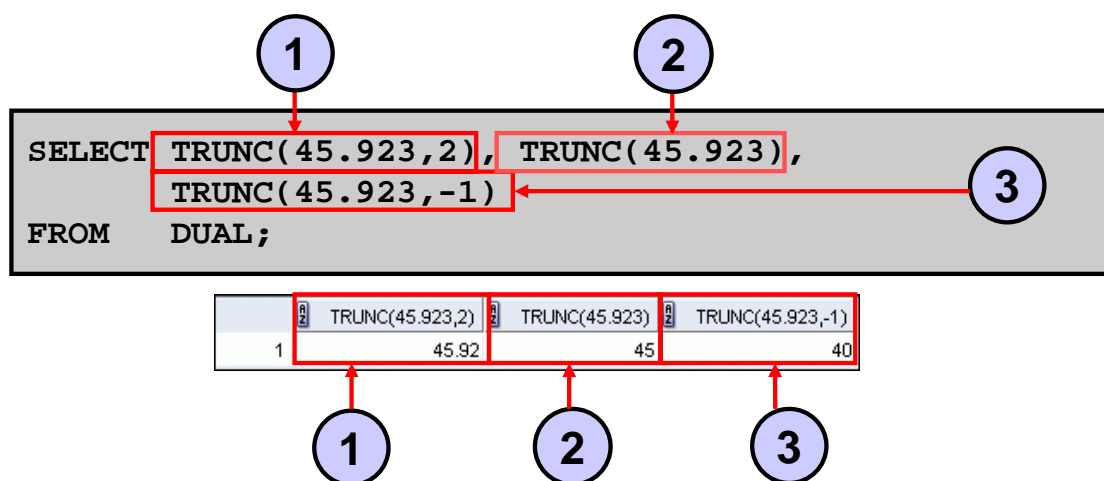 1 2
SELECT TRUNC(45.923,2), TRUNC(45.923),
TRUNC(45.923,-1) 3
FROM DUAL;
TRUNC(45.923,2) TRUNC(45.923) TRUNC(45.923,-1)
1 45.92 45 40
1 2 3